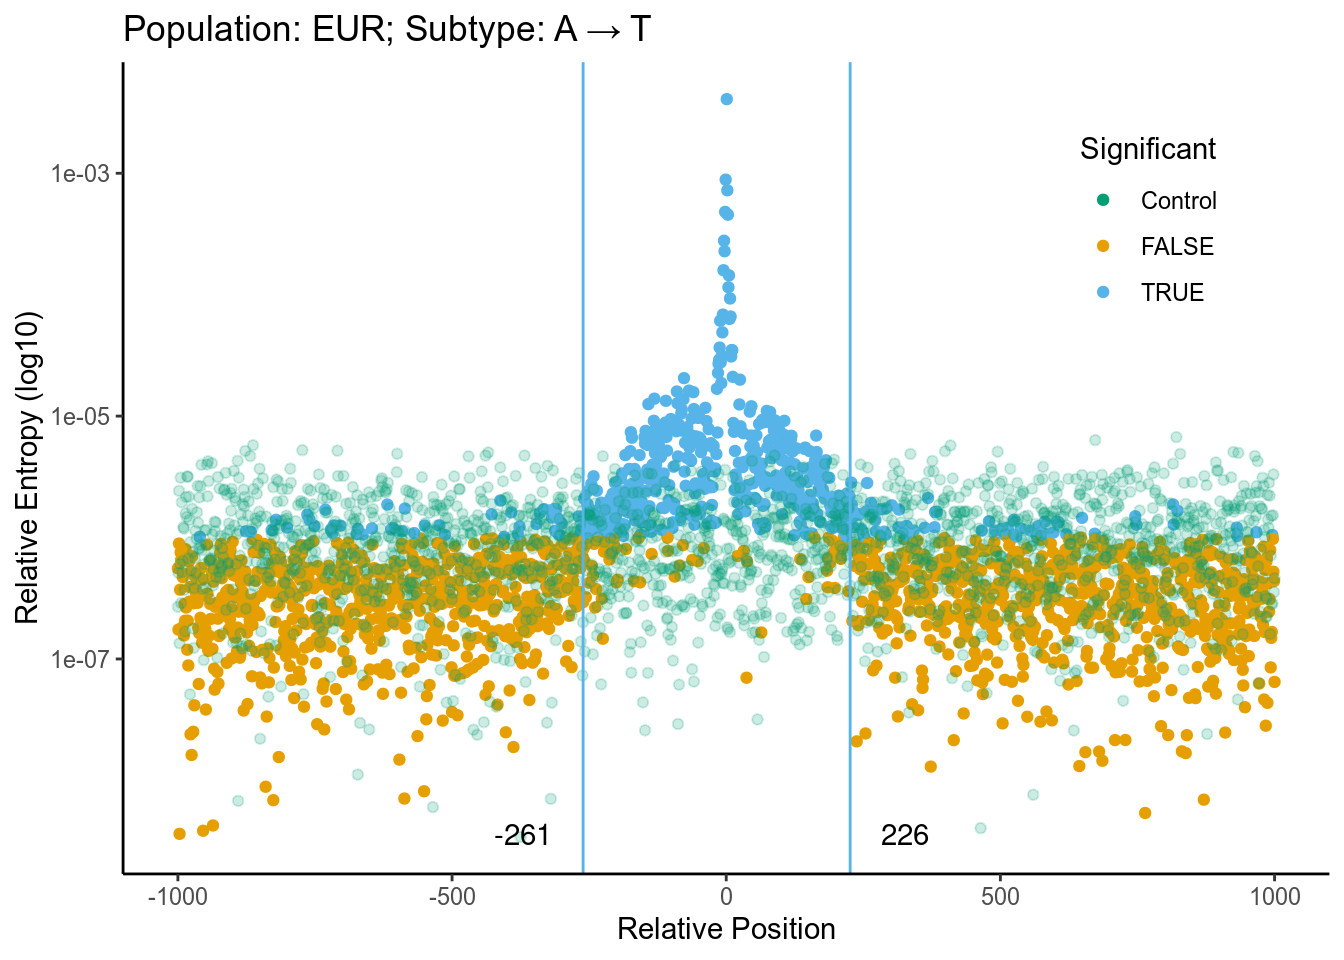 Population: EUR; Subtype: A → T
Relative Entropy (log10)
1e-03
1e-05
1e-07
Significant
Control
FALSE
TRUE
-261
226
-1000
-500
0
500
1000
Relative Position